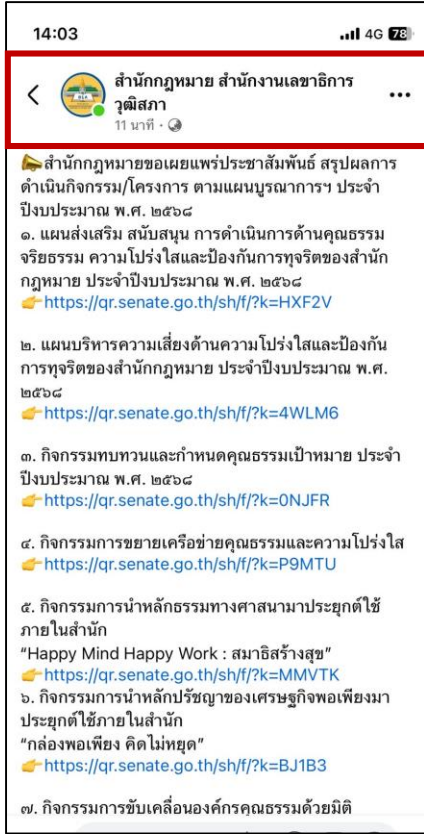 14:03
4G 78
สำนักกฎหมาย สำนักงานเลขาธิการ
วุฒิสภา
11 นาที ·
สำนักกฎหมายขอเผยแพร่ประชาสัมพันธ์ สรุปผลการ
ดำเนินกิจกรรม/โครงการ ตามแผนบูรณาการฯ ประจำ
ปีงบประมาณ พ.ศ. ๒๕๖๘
๑. แผนส่งเสริม สนับสนุน การดำเนินการด้านคุณธรรม
จริยธรรม ความโปร่งใสและป้องกันการทุจริตของสำนัก
กฎหมาย ประจำปีงบประมาณ พ.ศ. ๒๕๖๘
👉https://qr.senate.go.th/sh/f/?k=HXF2V
๒. แผนบริหารความเสี่ยงด้านความโปร่งใสและป้องกัน
การทุจริตของสำนักกฎหมาย ประจำปีงบประมาณ พ.ศ.
๒๕๖๘
👉https://qr.senate.go.th/sh/f/?k=4WLM6
๓. กิจกรรมทบทวนและกำหนดคุณธรรมเป้าหมาย ประจำ
ปีงบประมาณ พ.ศ. ๒๕๖๘
👉https://qr.senate.go.th/sh/f/?k=0NJFR
๔. กิจกรรมการขยายเครือข่ายคุณธรรมและความโปร่งใส
👉https://qr.senate.go.th/sh/f/?k=P9MTU
๕. กิจกรรมการนำหลักธรรมทางศาสนามาประยุกต์ใช้
ภายในสำนัก
“Happy Mind Happy Work : สมาธิสร้างสุข”
👉https://qr.senate.go.th/sh/f/?k=MMVTK
๖. กิจกรรมการนำหลักปรัชญาของเศรษฐกิจพอเพียงมา
ประยุกต์ใช้ภายในสำนัก
“กล่องพอเพียง คิดไม่หยุด”
👉https://qr.senate.go.th/sh/f/?k=BJ1B3
๗. กิจกรรมการขับเคลื่อนองค์กรคุณธรรมด้วยมิติ